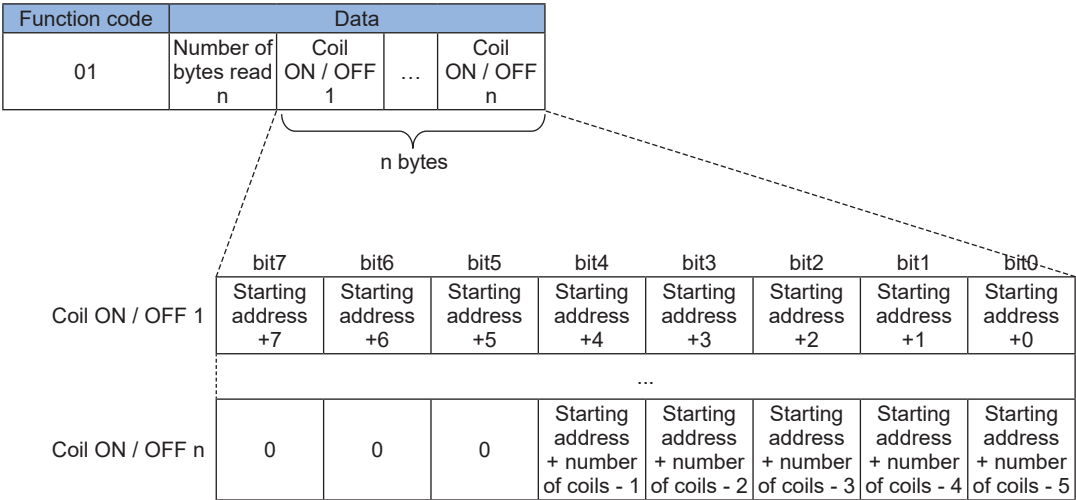 Function code Data
01 Number of bytes read n Coil ON / OFF 1 … Coil ON / OFF n
n bytes
bit7 bit6 bit5 bit4 bit3 bit2 bit1 bit0
Coil ON / OFF 1 Starting address +7 Starting address +6 Starting address +5 Starting address +4 Starting address +3 Starting address +2 Starting address +1 Starting address +0
...
Coil ON / OFF n 0 0 0 Starting address + number of coils - 1 Starting address + number of coils - 2 Starting address + number of coils - 3 Starting address + number of coils - 4 Starting address + number of coils - 5